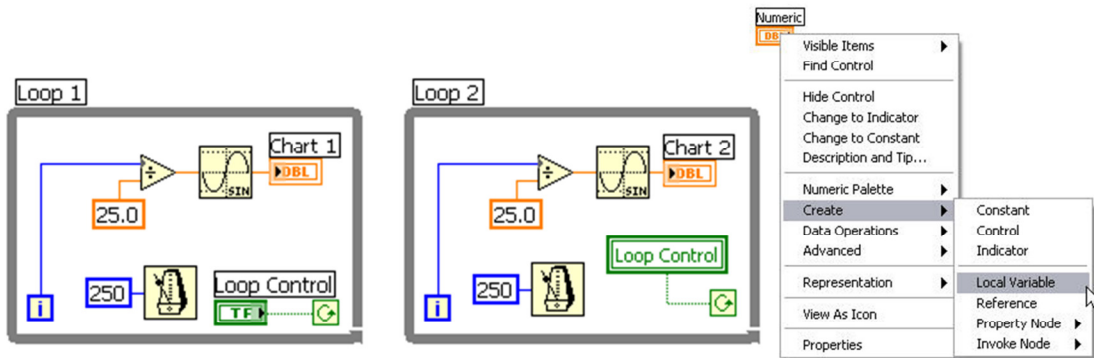 Loop 1
Chart 1
DBL
SIN
25.0
250
Loop Control
TF
i
Loop 2
Chart 2
DBL
SIN
25.0
Loop Control
250
i
Numeric
Visible Items
Find Control
Hide Control
Change to Indicator
Change to Constant
Description and Tip...
Numeric Palette
Create
Data Operations
Advanced
Representation
View As Icon
Properties
Constant
Control
Indicator
Local Variable
Reference
Property Node
Invoke Node